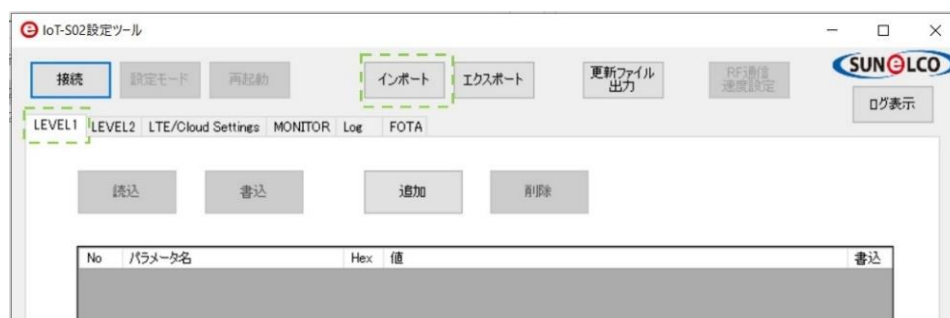 IoT-S02設定ツール
接続 設定モード 再起動 インポート エクスポート 更新ファイル出力 RF通信速度設定 SUN@ELCO
ログ表示
LEVEL1 LEVEL2 LTE/Cloud Settings MONITOR Log FOTA
読込 書込 追加 削除
No パラメータ名 Hex 値 書込